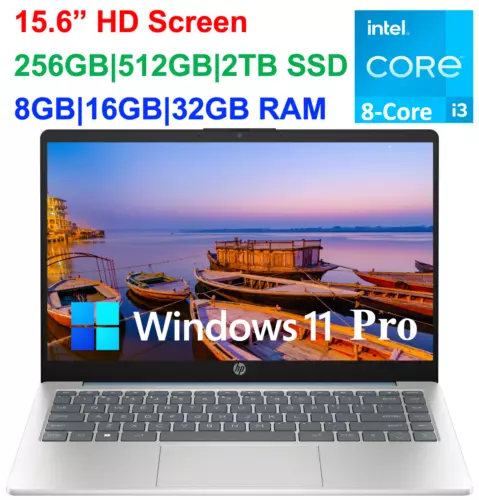 15.6” HD Screen
256GB|512GB|2TB SSD
8GB|16GB|32GB RAM
intel.
CORE
8-Core i3
Windows 11 Pro
hp